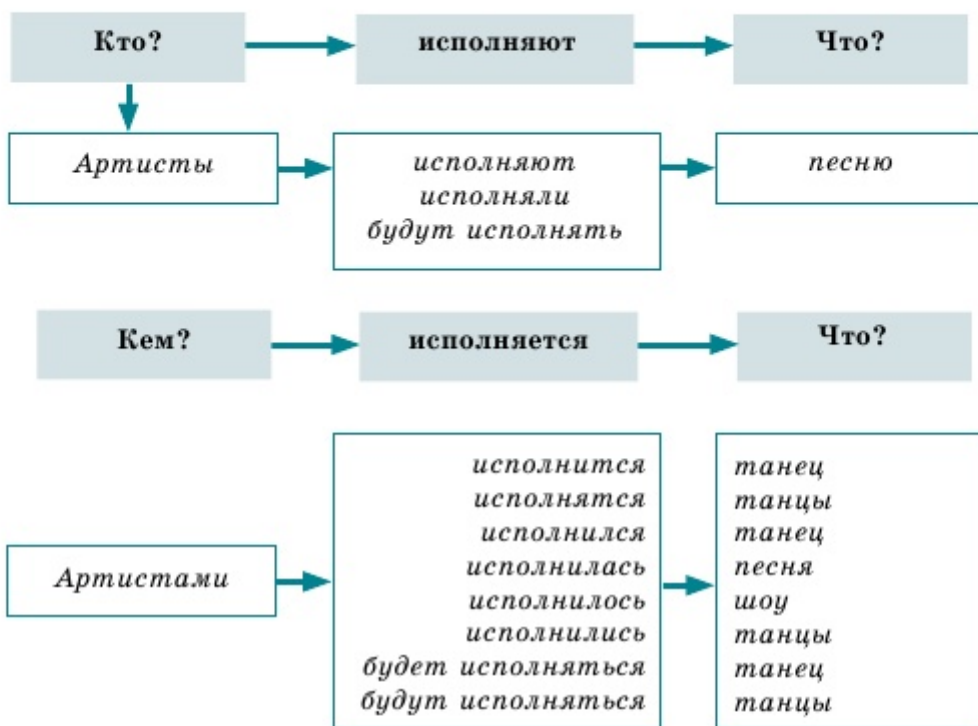 Кто? исполняют Что?
Артисты исполняют песню
исполняли
будут исполнять
Кем? исполняется Что?
исполнится танец
исполнятся танцы
исполнился танец
Артистами исполнилась песня
исполнилось шоу
исполнились танцы
будет исполняться танец
будут исполняться танцы